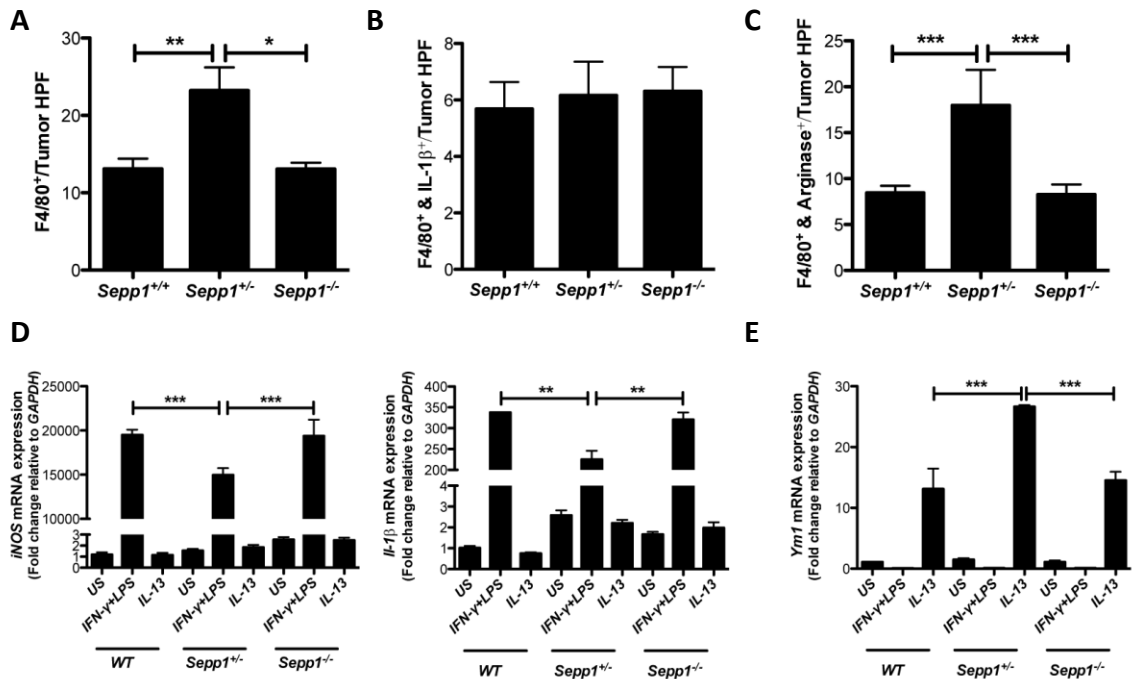 A
F4/80+/Tumor HPF
30
20
10
0
**
*
Sepp1+/+
Sepp1+/-
Sepp1-/-
B
F4/80+ & IL-1β+/Tumor HPF
8
6
4
2
0
Sepp1+/+
Sepp1+/-
Sepp1-/-
C
F4/80+ & Arginase+/Tumor HPF
25
20
15
10
5
0
***
***
Sepp1+/+
Sepp1+/-
Sepp1-/-
D
iNOS mRNA expression
(Fold change relative to GAPDH)
25000
20000
15000
10000
3
2
1
0
***
***
US
IFN-γ+LPS
IL-13
US
IFN-γ+LPS
IL-13
US
IFN-γ+LPS
IL-13
WT
Sepp1+/-
Sepp1-/-
Il-1β mRNA expression
(Fold change relative to GAPDH)
400
350
300
250
200
4
3
2
1
0
**
**
US
IFN-γ+LPS
IL-13
US
IFN-γ+LPS
IL-13
US
IFN-γ+LPS
IL-13
WT
Sepp1+/-
Sepp1-/-
E
Ym1 mRNA expression
(Fold change relative to GAPDH)
30
20
10
0
***
***
US
IFN-γ+LPS
IL-13
US
IFN-γ+LPS
IL-13
US
IFN-γ+LPS
IL-13
WT
Sepp1+/-
Sepp1-/-